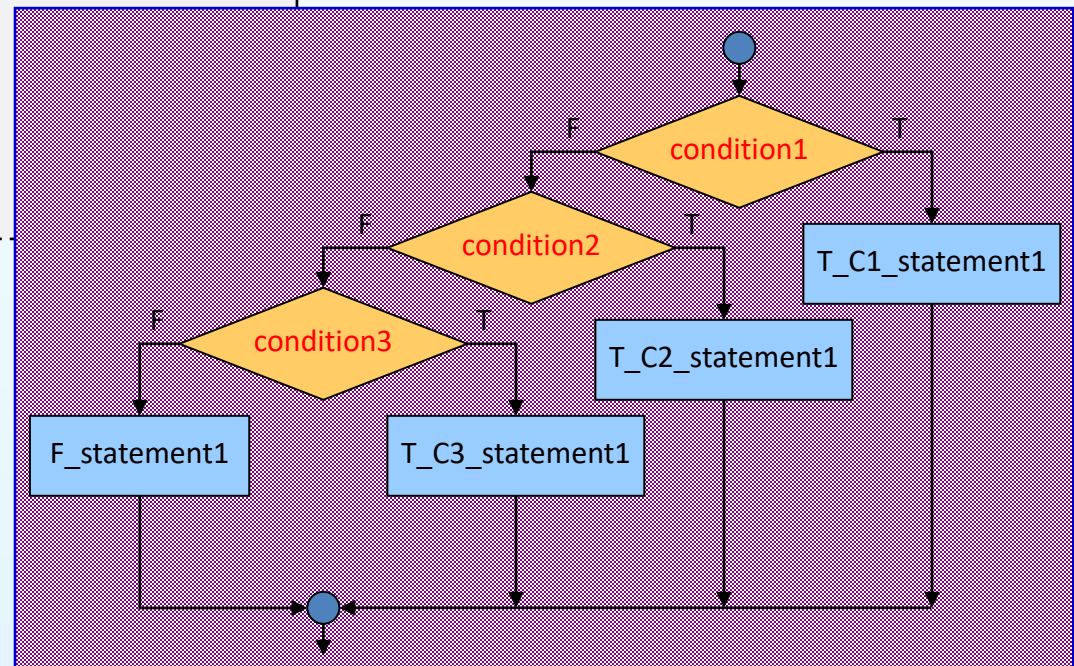 F
T
condition1
F
T
condition2
T_C1_statement1
F
T
condition3
T_C2_statement1
F_statement1
T_C3_statement1